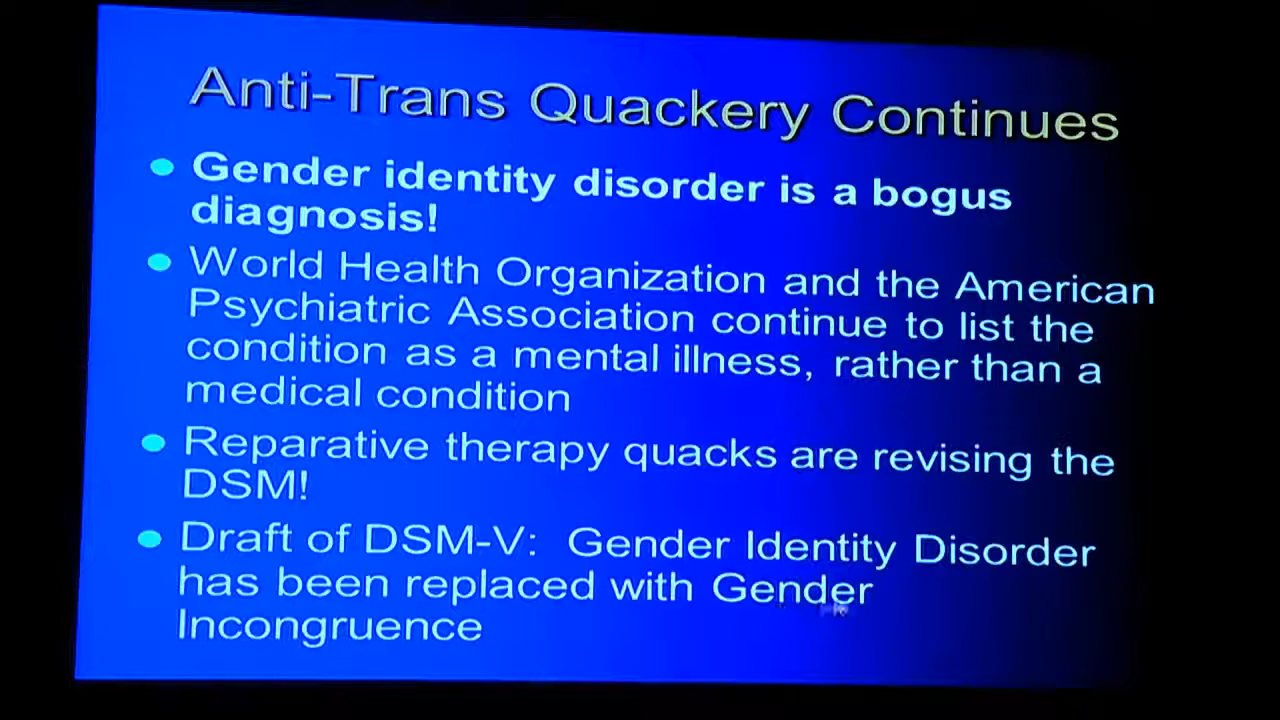 Anti-Trans Quackery Continues
Gender identity disorder is a bogus
diagnosis!
World Health Organization and the American
Psychiatric Association continue to list the
condition as a mental illness, rather than a
medical condition
Reparative therapy quacks are revising the
DSM!
Draft of DSM-V: Gender Identity Disorder
has been replaced with Gender
Incongruence